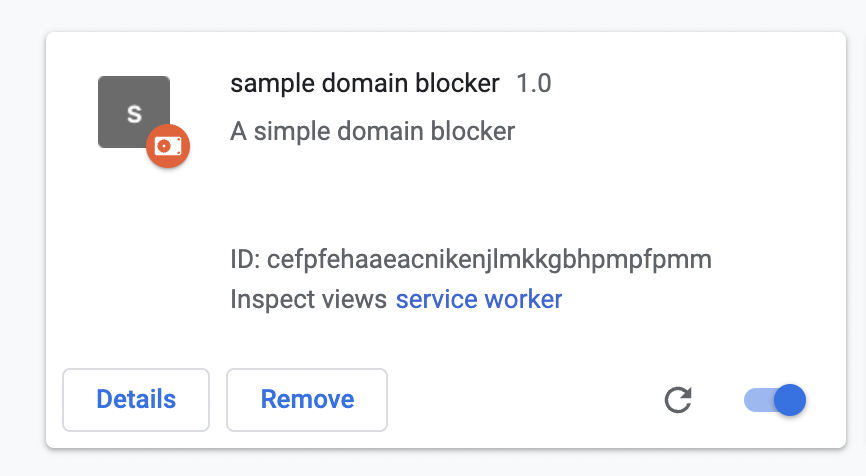 s
sample domain blocker 1.0
A simple domain blocker
ID: cefpfehaaeacnikenjlmkkgbhpmpfpmm
Inspect views service worker
Details Remove